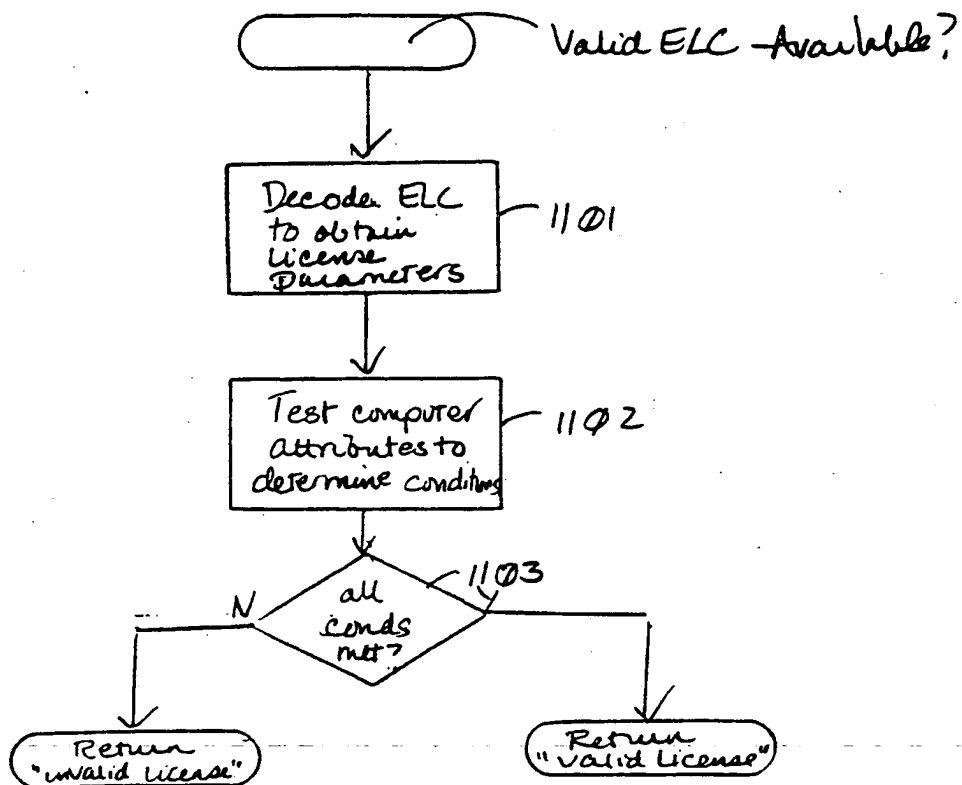 Valid ELC Available?
Decode ELC
to obtain
License
Parameters
1101
Test computer
attributes to
determine conditions
1102
1103
all
conds
met?
N
Return
"invalid License"
Return
"Valid License"